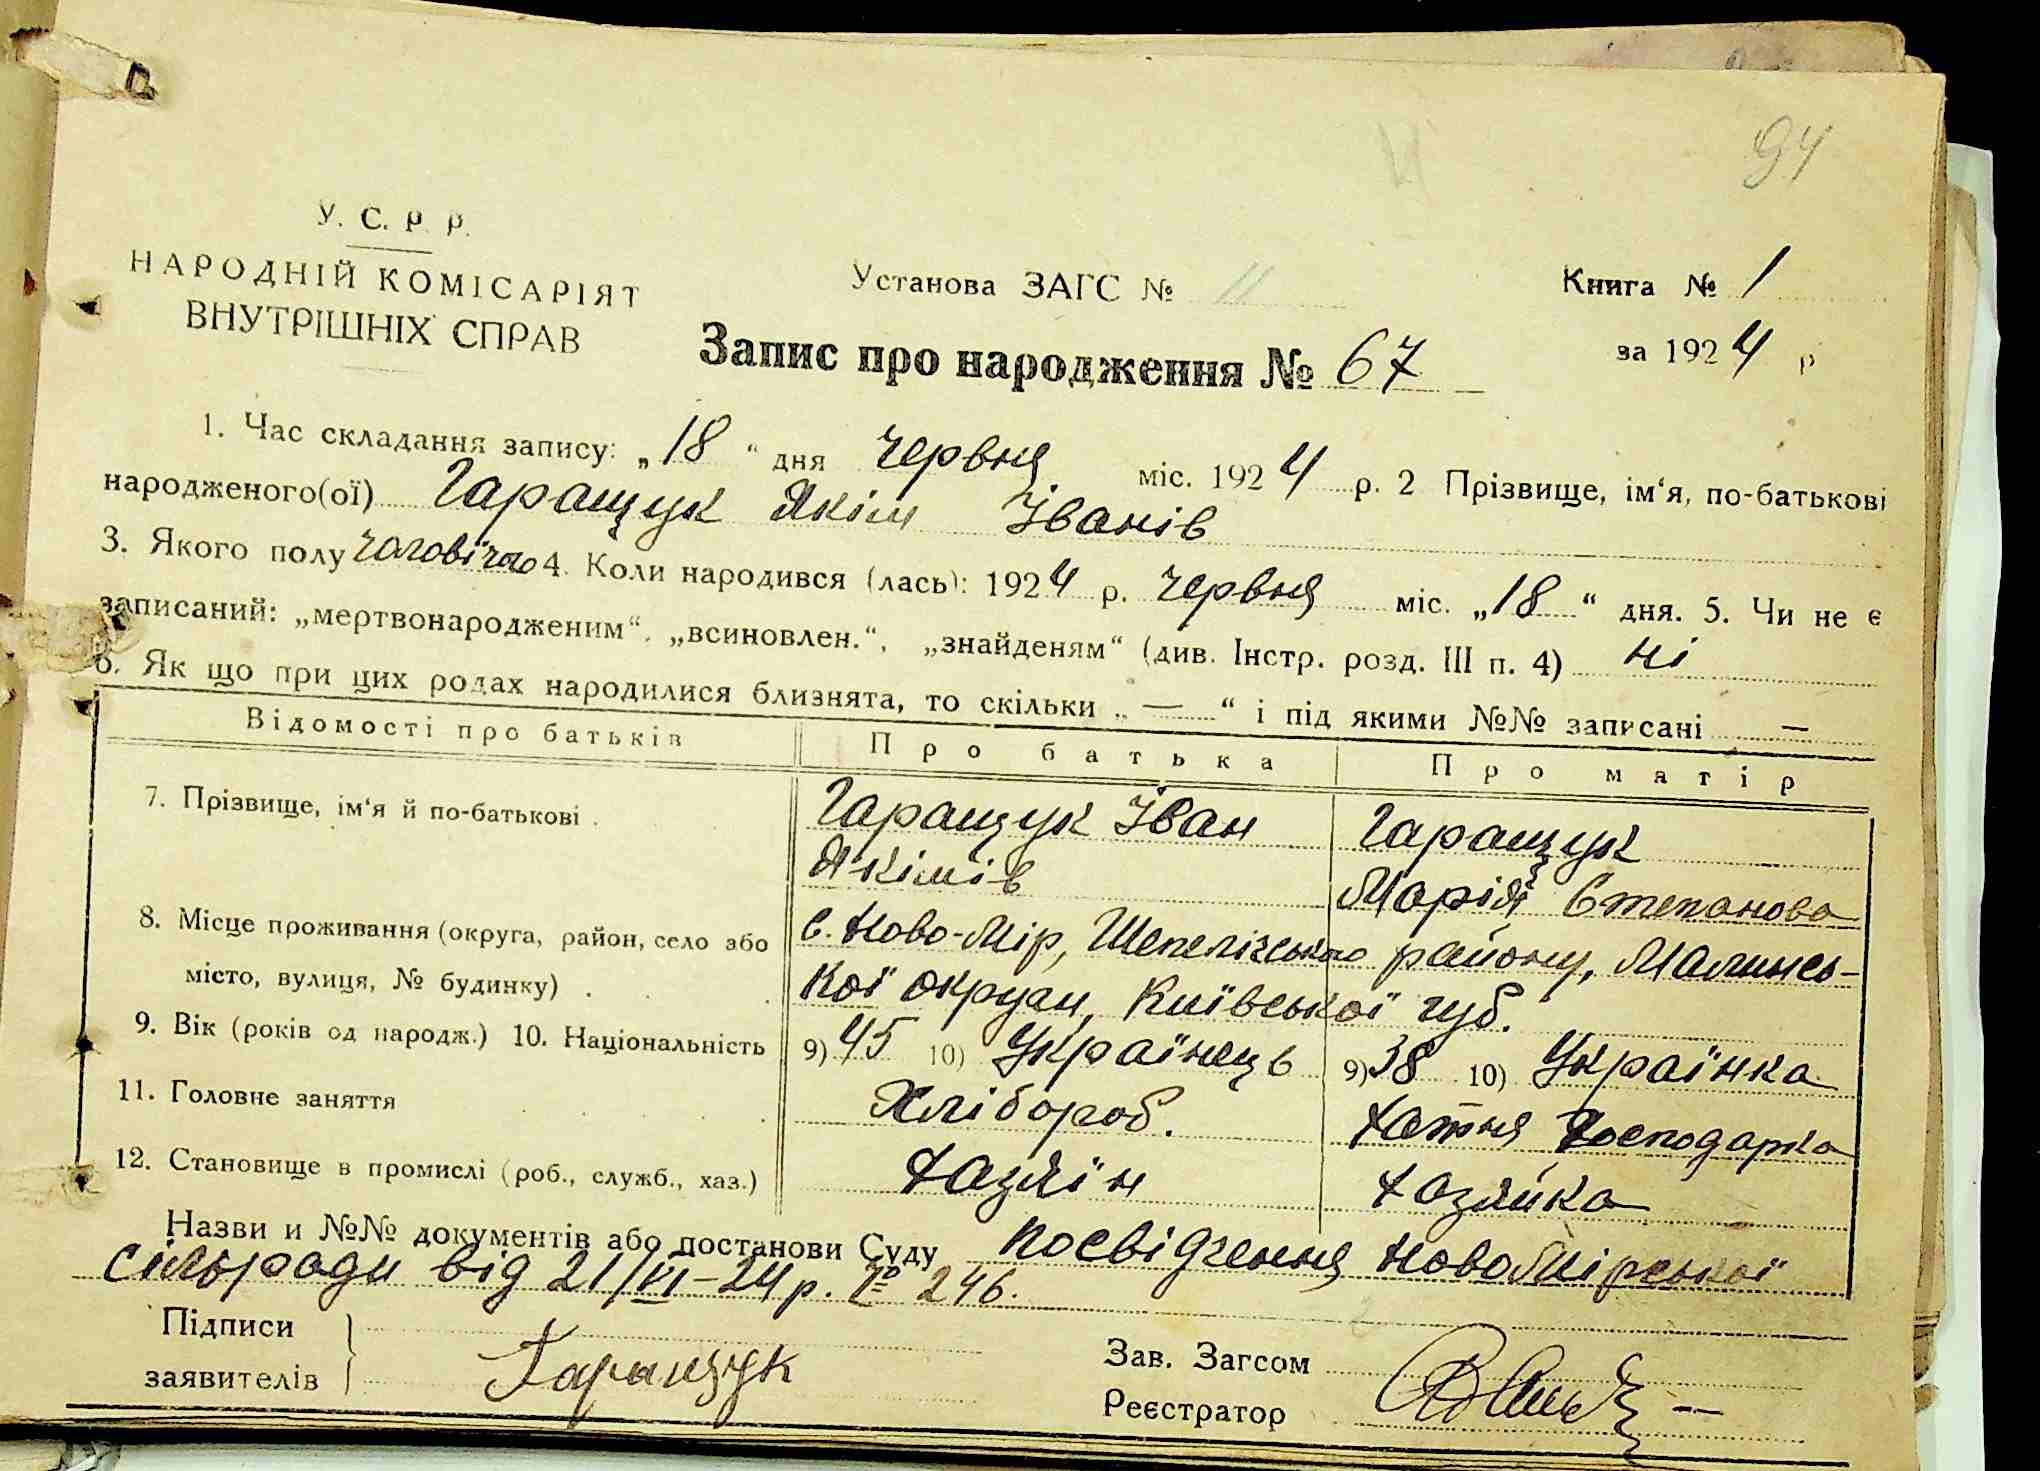 94
У. С. Р. Р.
НАРОДНІЙ КОМІСАРІЯТ
ВНУТРІШНІХ СПРАВ
Установа ЗАГС № 11
Книга № 1
за 1924 р
Запис про народження № 67
1. Час складання запису: „18“ дня червня міс. 1924 р. 2 Прізвище, ім‘я, по-батькові
народженого(ої) Гаращук Якім Іванів
3. Якого полу чоловічого 4. Коли народився (лась): 1924 р. червня міс. „18“ дня. 5. Чи не є
записаний: „мертвонародженим“, „всиновлен.“, „знайденям“ (див. Інстр. розд. III п. 4) ні
6. Як що при цих родах народилися близнята, то скільки „—“ і під якими №№ записані —
Відомості про батьків Про батька Про матір
7. Прізвище, ім‘я й по-батькові . Гаращук Іван Гаращук
Якімів Марія Степанова
8. Місце проживання (округа, район, село або с. Ново-Мір, Шепелічського району, Малинсь-
місто, вулиця, № будинку) . . кої округи, Київської губ.
9. Вік (років од народж.) 10. Національність 9) 45 10) Українець 9) 38 10) Українка
11. Головне заняття Хлібороб. Хатня господарка
12. Становище в промислі (роб., служб., хаз.) Хазяїн Хазяйка
Назви и №№ документів або постанови Суду Посвідчення НовоМірської
сільради від 21/VI-24р. № 246.
Підписи
заявителів
Гаращук
Зав. Загсом
Реєстратор